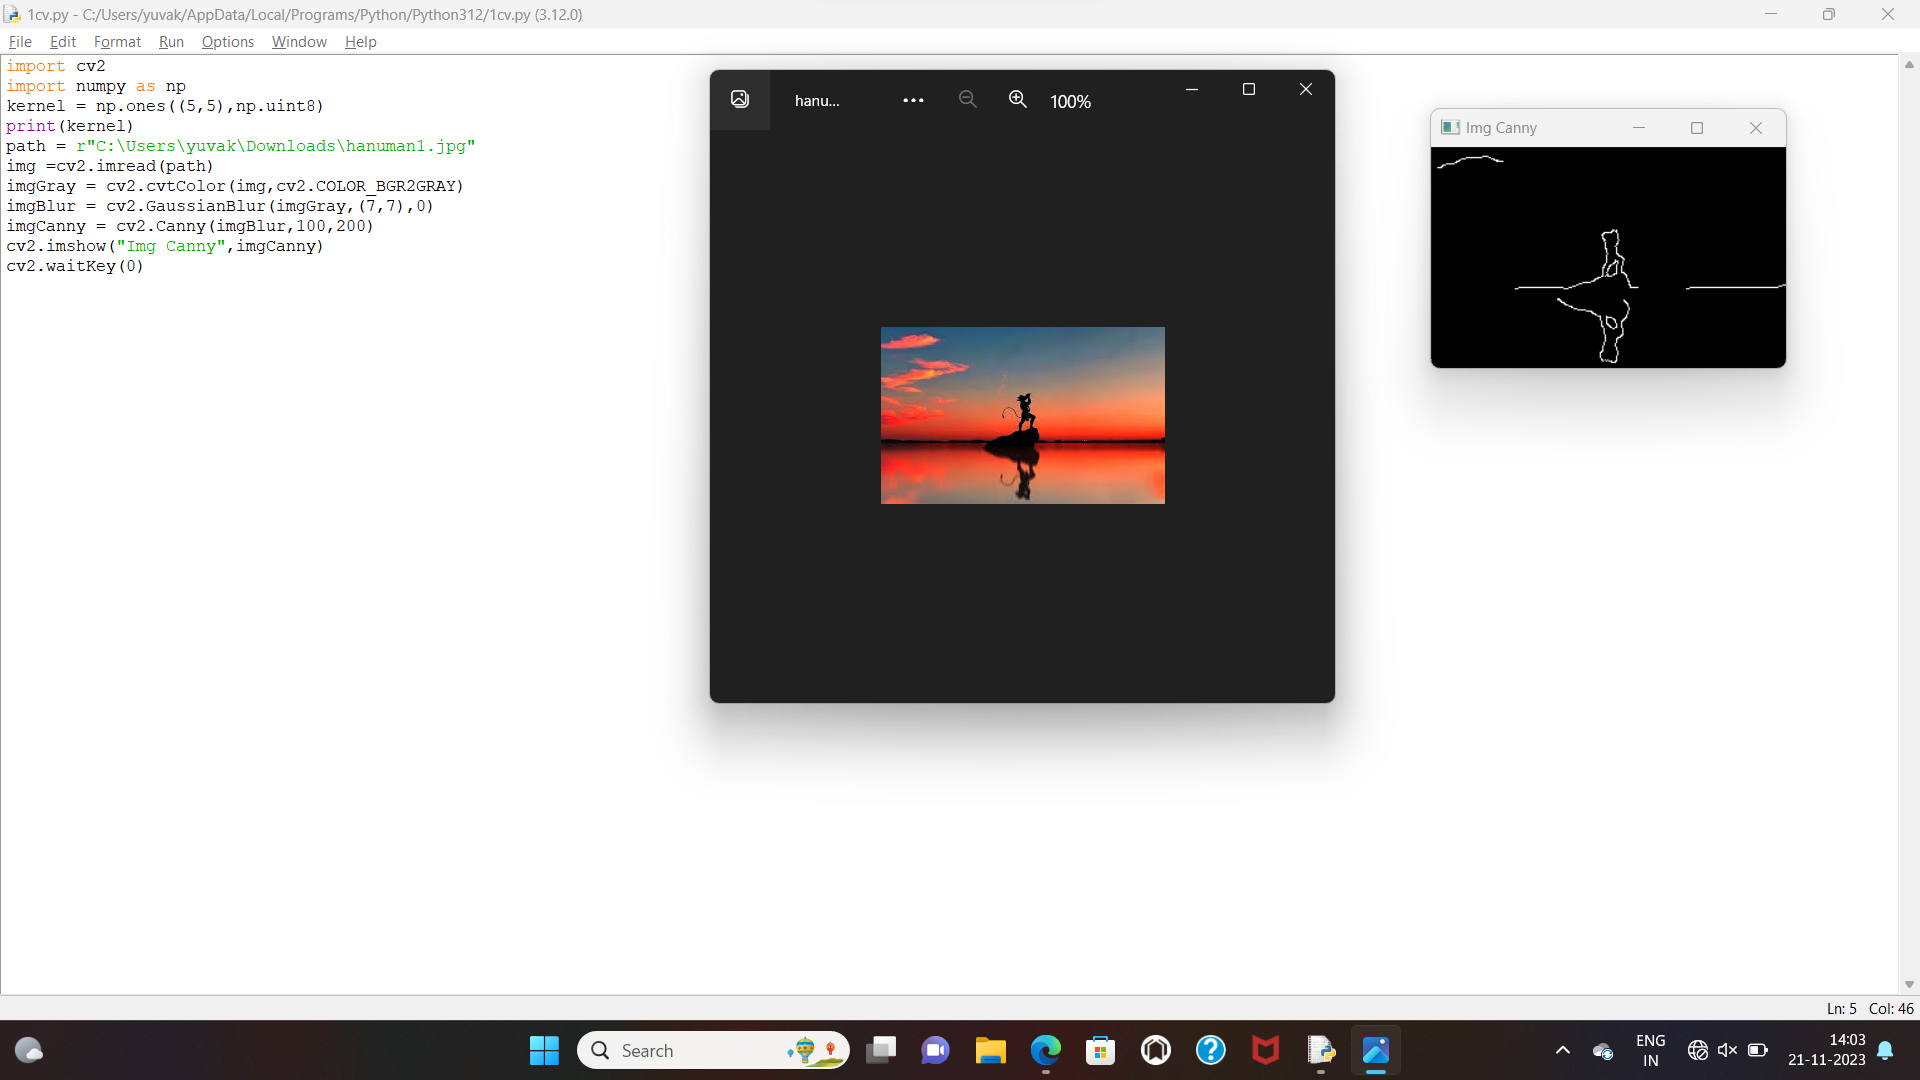 1cv.py - C:/Users/yuvak/AppData/Local/Programs/Python/Python312/1cv.py (3.12.0)
File Edit Format Run Options Window Help
import cv2
import numpy as np
kernel = np.ones((5,5),np.uint8)
print(kernel)
path = r"C:\Users\yuvak\Downloads\hanuman1.jpg"
img =cv2.imread(path)
imgGray = cv2.cvtColor(img,cv2.COLOR_BGR2GRAY)
imgBlur = cv2.GaussianBlur(imgGray,(7,7),0)
imgCanny = cv2.Canny(imgBlur,100,200)
cv2.imshow("Img Canny",imgCanny)
cv2.waitKey(0)
hanu... 100%
Img Canny
Ln: 5 Col: 46
Search
ENG
IN
14:03
21-11-2023